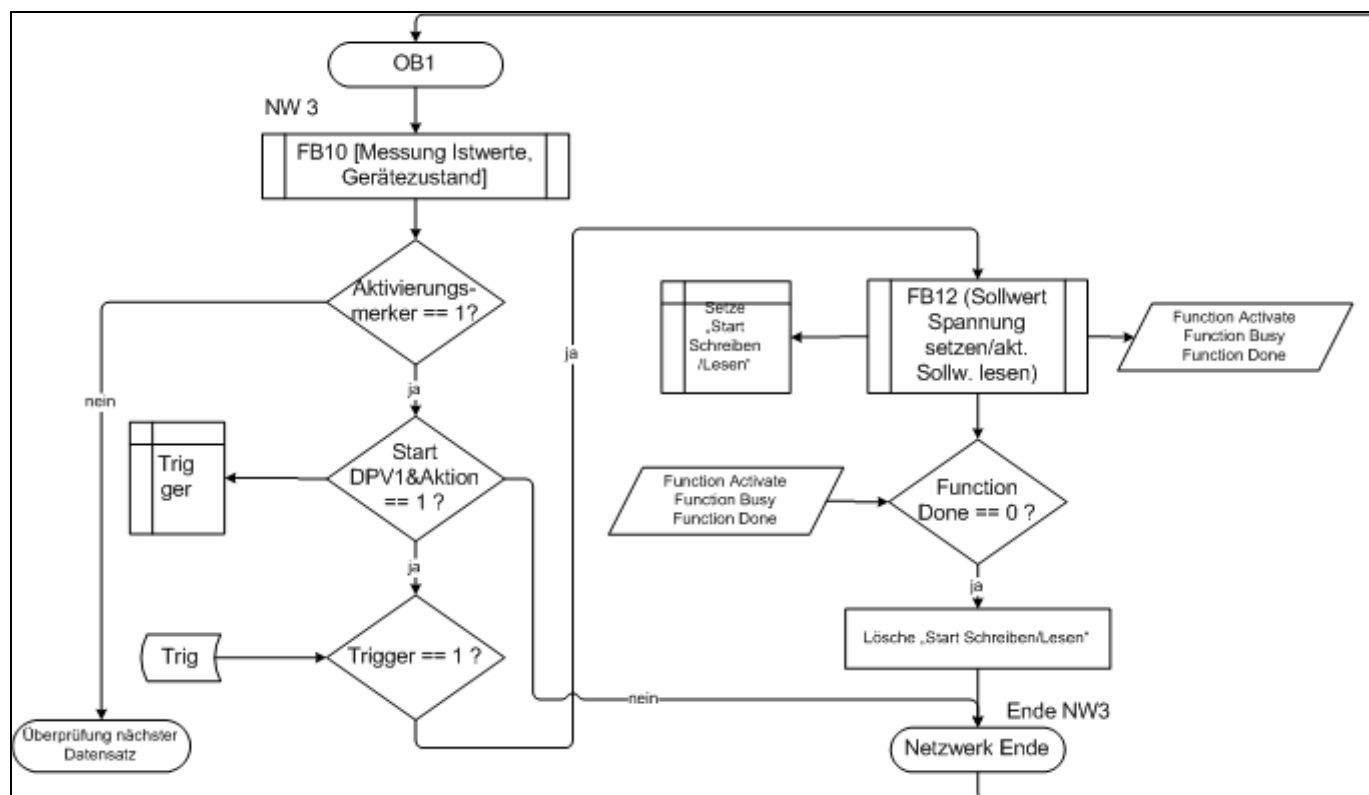 OB1
NW 3
FB10 [Messung Istwerte,
Gerätezustand]
Aktivierungs-
merker == 1?
ja
nein
Start
DPV1&Aktion
== 1 ?
Trig
ger
ja
Trig
Trigger == 1 ?
Überprüfung nächster
Datensatz
ja
nein
Setze
„Start
Schreiben
/Lesen"
FB12 (Sollwert
Spannung
setzen/akt.
Sollw. lesen)
Function Activate
Function Busy
Function Done
Function Activate
Function Busy
Function Done
Function
Done == 0 ?
ja
Lösche „Start Schreiben/Lesen"
Ende NW3
Netzwerk Ende